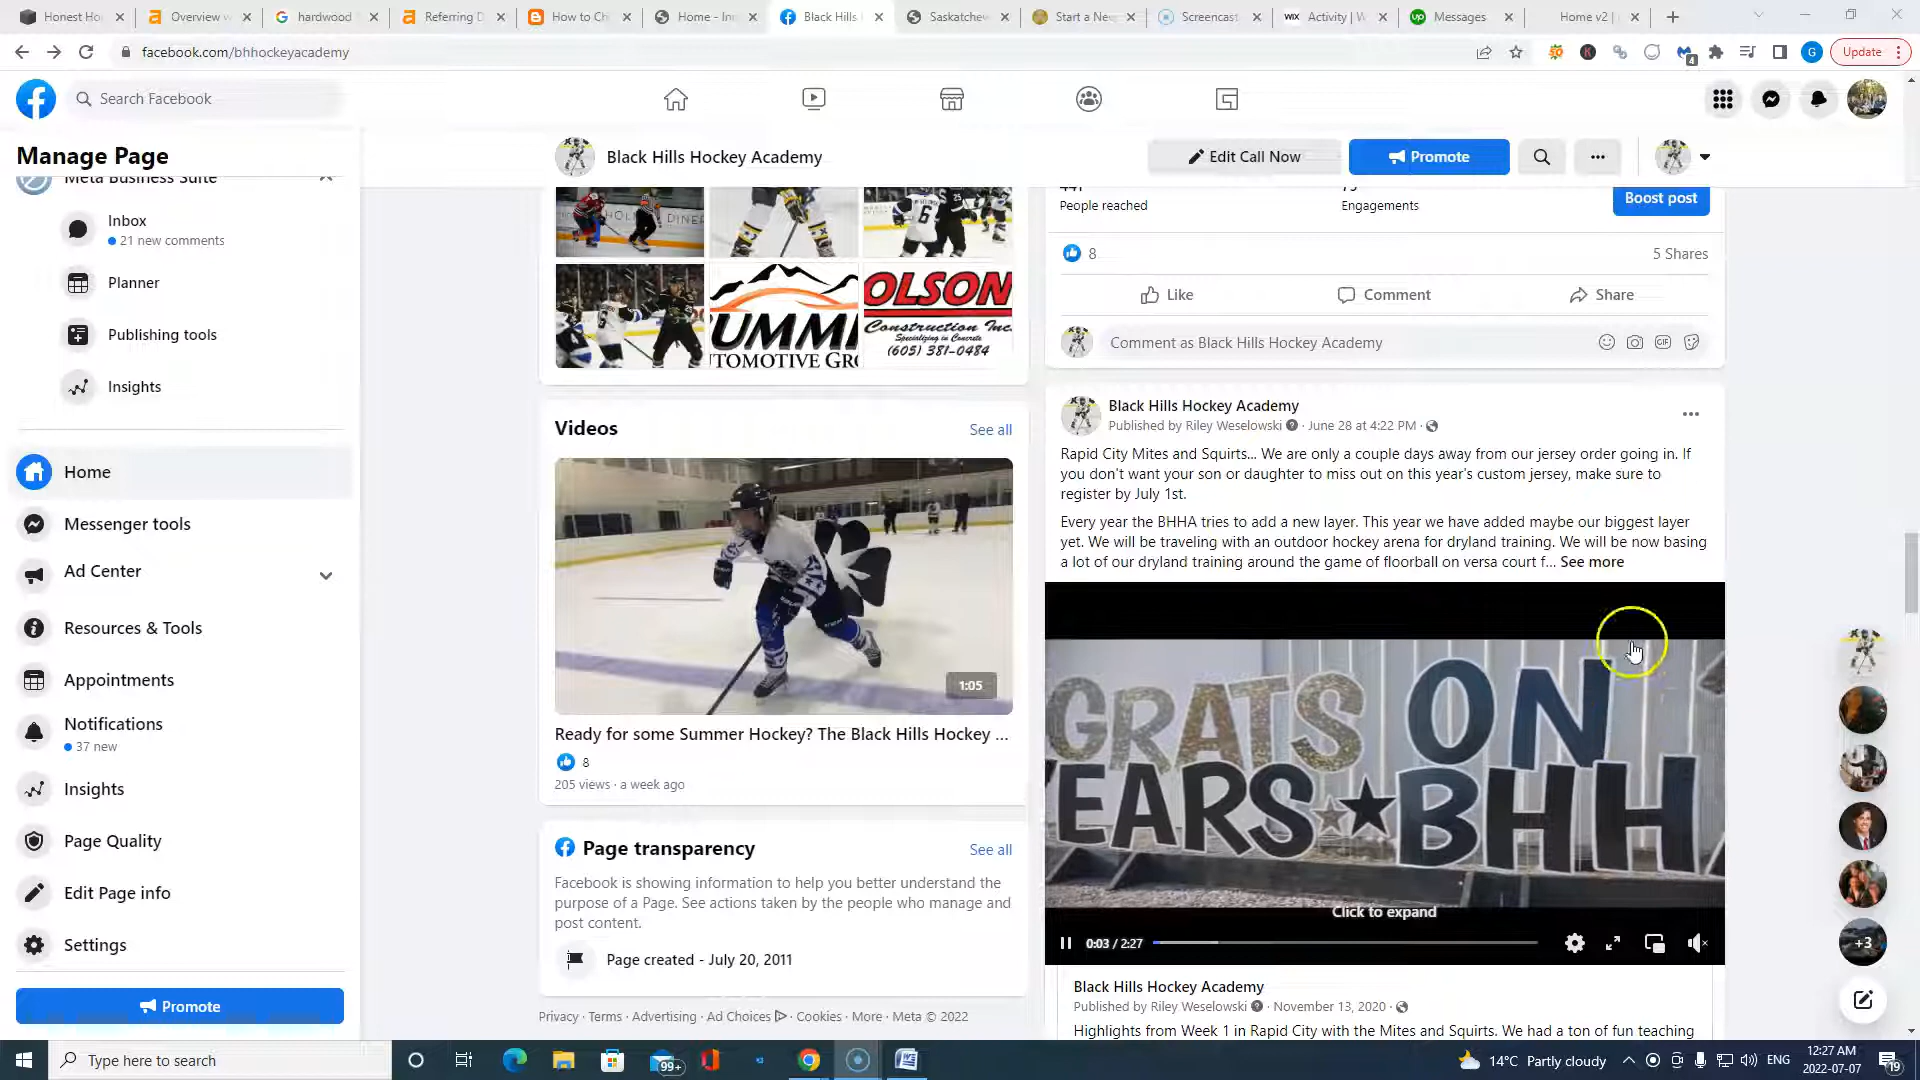 Honest Ho
Overview w
hardwood
Referring D
How to Ch
Home - In
Black Hills
Saskatchew
Start a New
Screencast
WIX Activity | W
up Messages
Home v2 |
facebook.com/bhhockeyacademy
4
G
Update
Search Facebook
Manage Page
Meta Business Suite
Inbox
21 new comments
Planner
Publishing tools
Insights
Home
Messenger tools
Ad Center
Resources & Tools
Appointments
Notifications
37 new
Insights
Page Quality
Edit Page info
Settings
Promote
Black Hills Hockey Academy
Edit Call Now
Promote
UMMI
TOMOTIVE GR
OLSON
Construction Inc.
Specializing in Concrete
(605) 381-0484
Videos
See all
1:05
Ready for some Summer Hockey? The Black Hills Hockey ...
8
205 views · a week ago
Page transparency
See all
Facebook is showing information to help you better understand the
purpose of a Page. See actions taken by the people who manage and
post content.
Page created - July 20, 2011
Privacy · Terms · Advertising · Ad Choices · Cookies · More · Meta © 2022
People reached
Engagements
Boost post
8
5 Shares
Like
Comment
Share
Comment as Black Hills Hockey Academy
GIF
Black Hills Hockey Academy
Published by Riley Weselowski · June 28 at 4:22 PM ·
Rapid City Mites and Squirts... We are only a couple days away from our jersey order going in. If
you don't want your son or daughter to miss out on this year's custom jersey, make sure to
register by July 1st.
Every year the BHHA tries to add a new layer. This year we have added maybe our biggest layer
yet. We will be traveling with an outdoor hockey arena for dryland training. We will be now basing
a lot of our dryland training around the game of floorball on versa court f... See more
GRATS ON
YEARS BHH
Click to expand
0:03 / 2:27
Black Hills Hockey Academy
Published by Riley Weselowski · November 13, 2020 ·
Highlights from Week 1 in Rapid City with the Mites and Squirts. We had a ton of fun teaching
+3
Type here to search
99+
14°C Partly cloudy
ENG
12:27 AM
2022-07-07
19